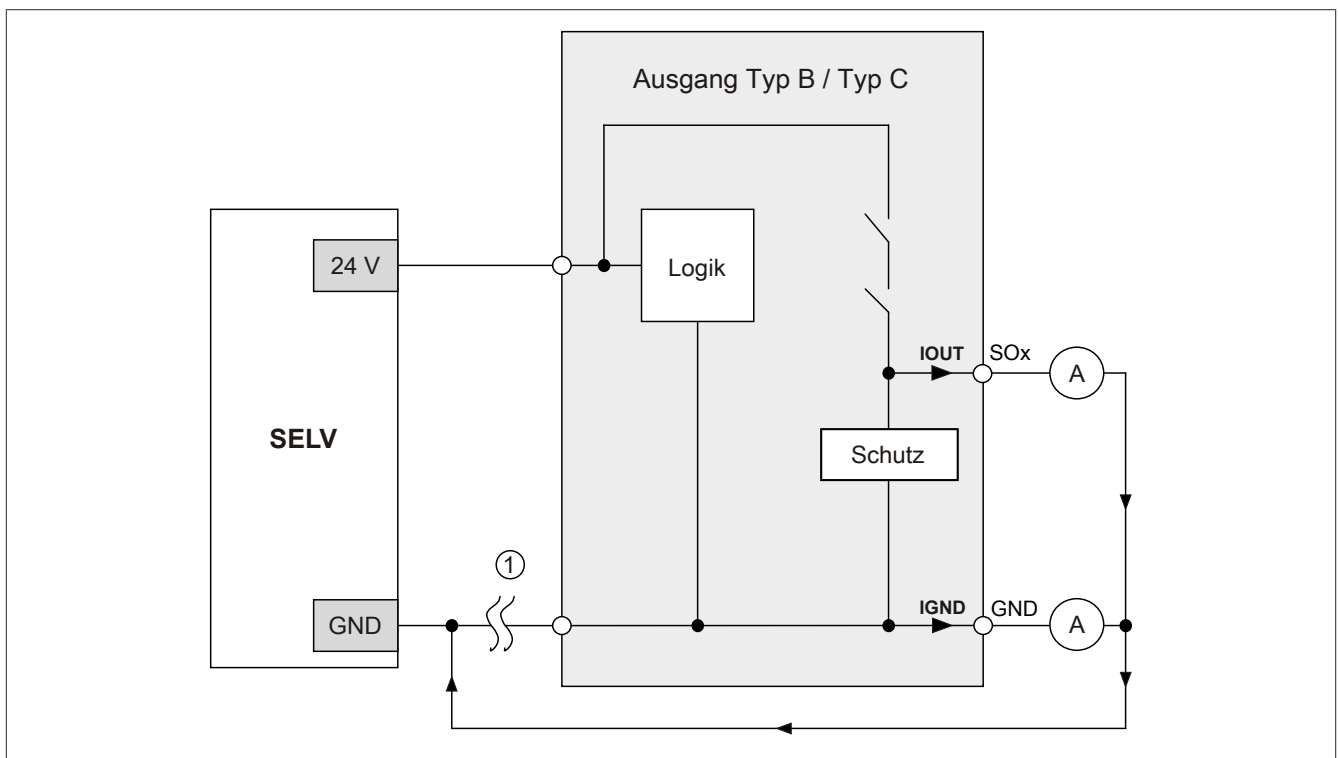 Ausgang Typ B / Typ C
24 V
Logik
IOUT
SOx
A
SELV
Schutz
①
GND
IGND
GND
A